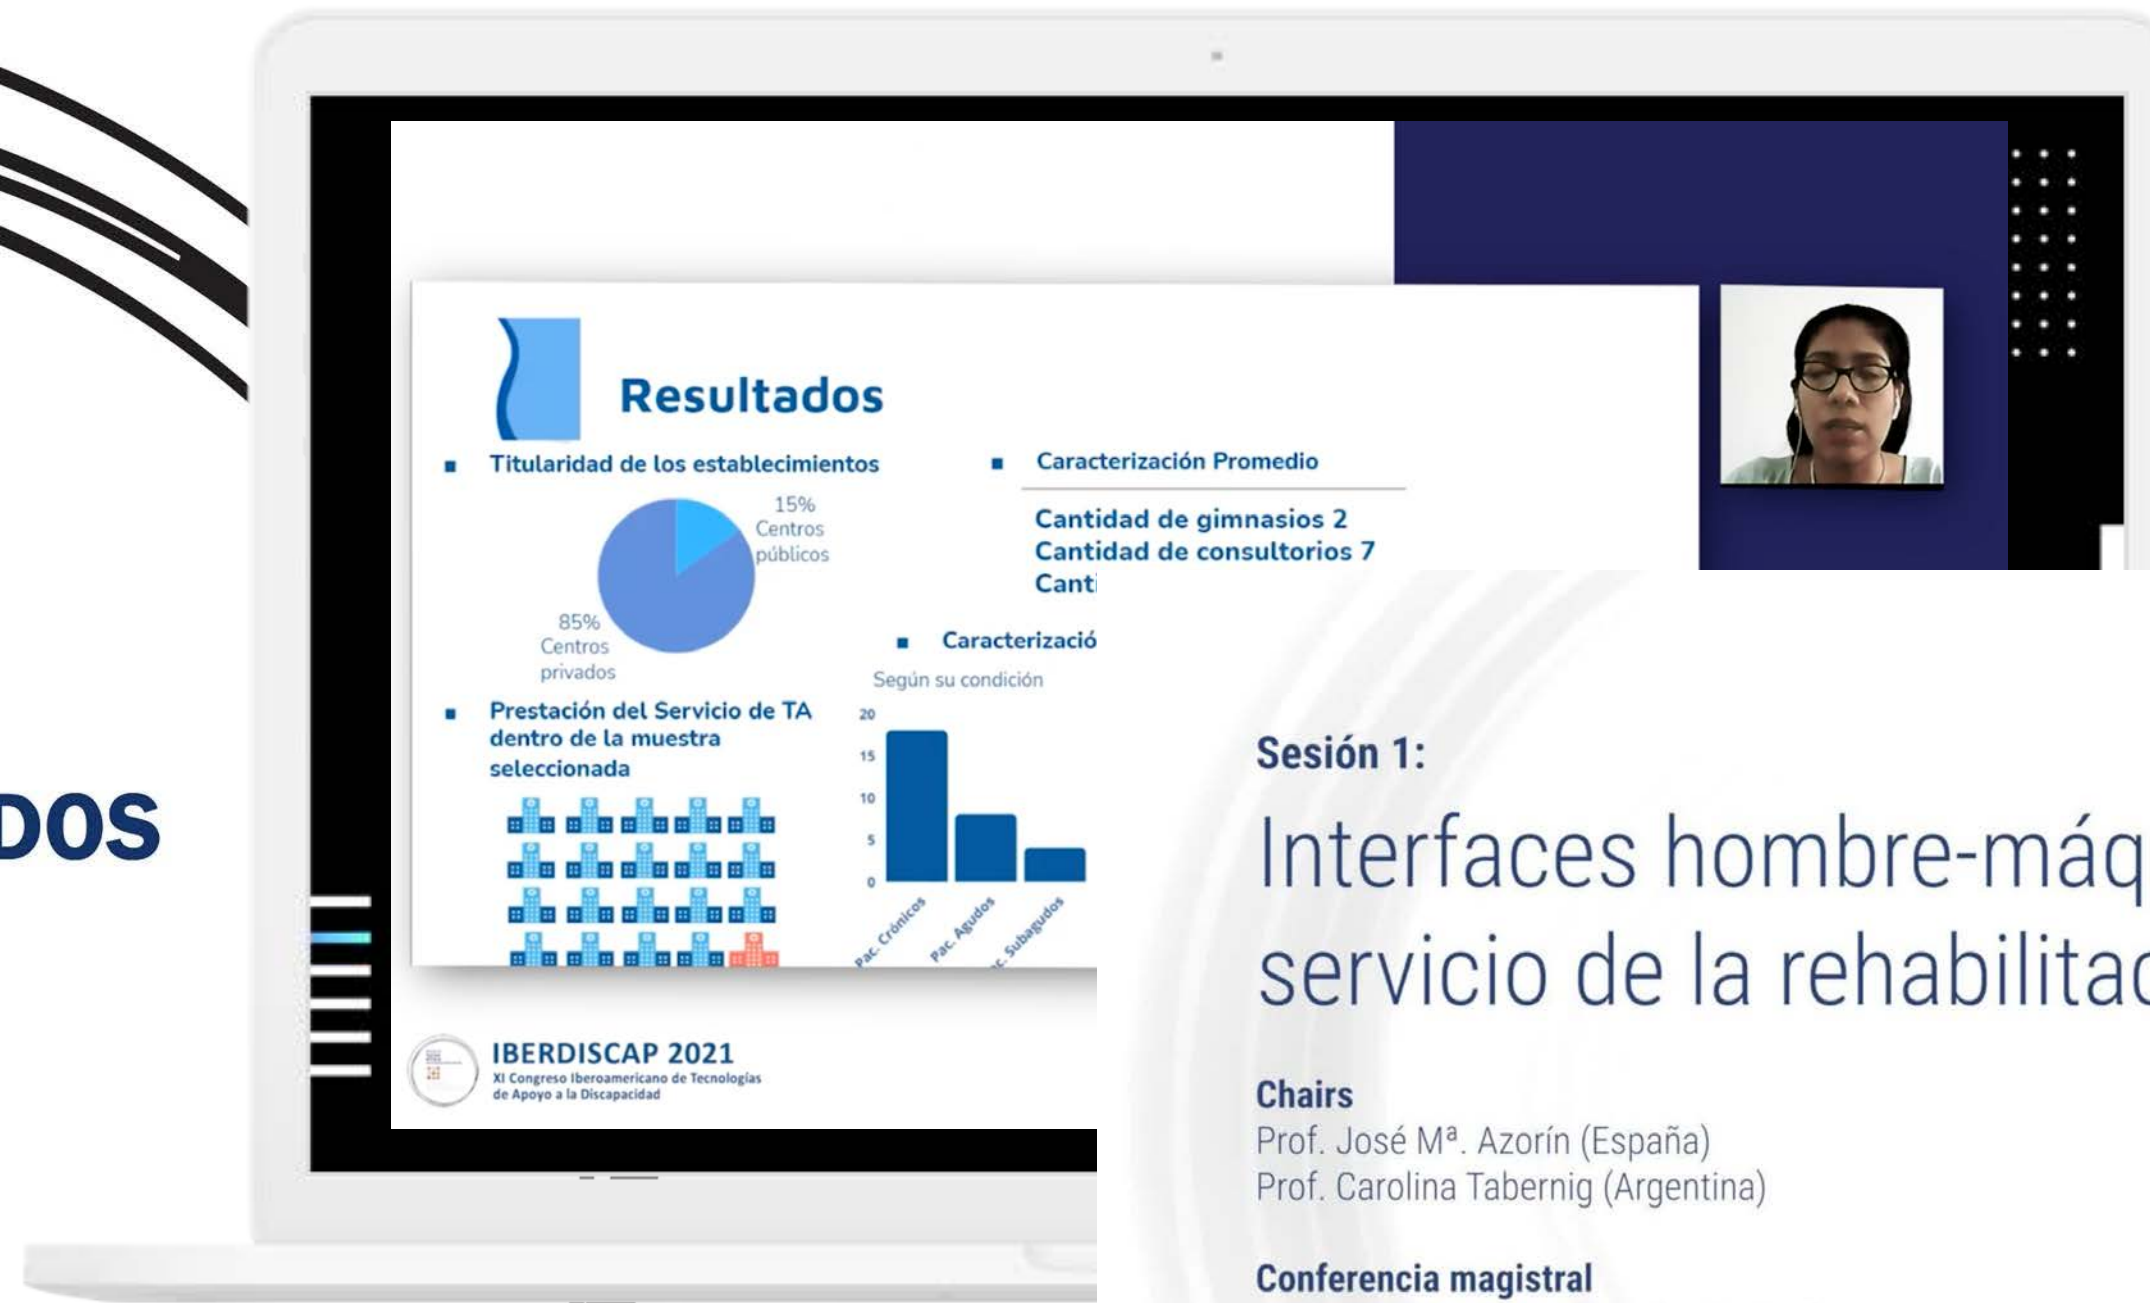 DOS
Resultados
Titularidad de los establecimientos
15%
Centros
públicos
85%
Centros
privados
Prestación del Servicio de TA
dentro de la muestra
seleccionada
Caracterización Promedio
Cantidad de gimnasios 2
Cantidad de consultorios 7
Canti
Caracterizació
Según su condición
20
15
10
5
0
Pac. Crónicos
Pac. Agudos
c. Subagudos
IBERDISCAP 2021
XI Congreso Iberoamericano de Tecnologías
de Apoyo a la Discapacidad
Sesión 1:
Interfaces hombre-máq
servicio de la rehabilitac
Chairs
Prof. José Mª. Azorín (España)
Prof. Carolina Tabernig (Argentina)
Conferencia magistral